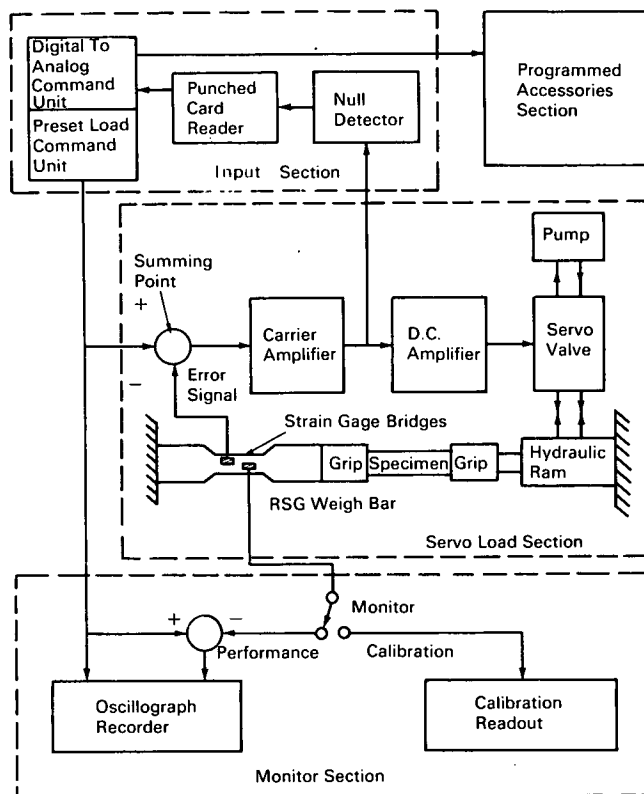 Digital To
Analog
Command
Unit
Preset Load
Command
Unit
Punched
Card
Reader
Null
Detector
Input Section
Programmed
Accessories
Section
Summing
Point
+
−
Error
Signal
Carrier
Amplifier
D.C.
Amplifier
Pump
Servo
Valve
Strain Gage Bridges
Grip
Specimen
Grip
Hydraulic
Ram
RSG Weigh Bar
Servo Load Section
Monitor
+
−
Performance
Calibration
Oscillograph
Recorder
Calibration
Readout
Monitor Section